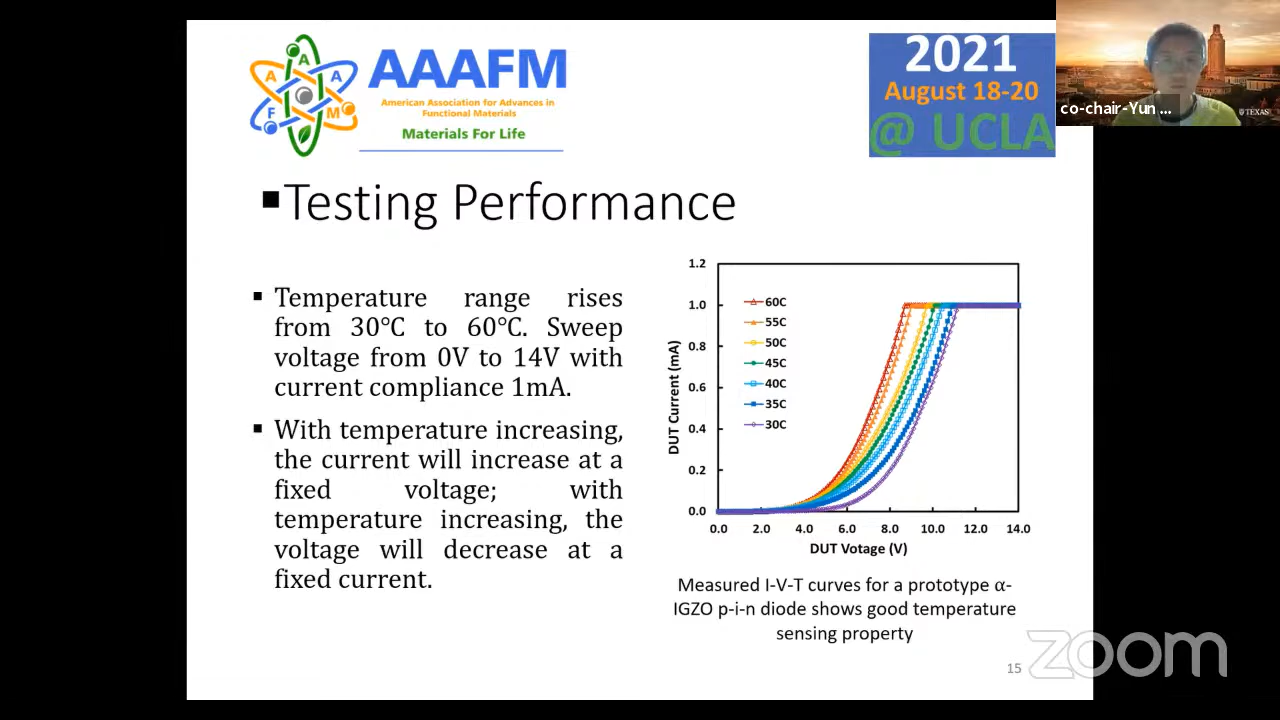 A
A
A
F
M
AAAFM
American Association for Advances in
Functional Materials
Materials For Life
2021
August 18-20
@ UCLA
co-chair-Yun ...
TEXAS
▪Testing Performance
▪ Temperature range rises
from 30℃ to 60℃. Sweep
voltage from 0V to 14V with
current compliance 1mA.
▪ With temperature increasing,
the current will increase at a
fixed voltage; with
temperature increasing, the
voltage will decrease at a
fixed current.
1.2
1.0
0.8
0.6
0.4
0.2
0.0
DUT Current (mA)
60C
55C
50C
45C
40C
35C
30C
0.0 2.0 4.0 6.0 8.0 10.0 12.0 14.0
DUT Votage (V)
Measured I-V-T curves for a prototype α-
IGZO p-i-n diode shows good temperature
sensing property
15
zoom